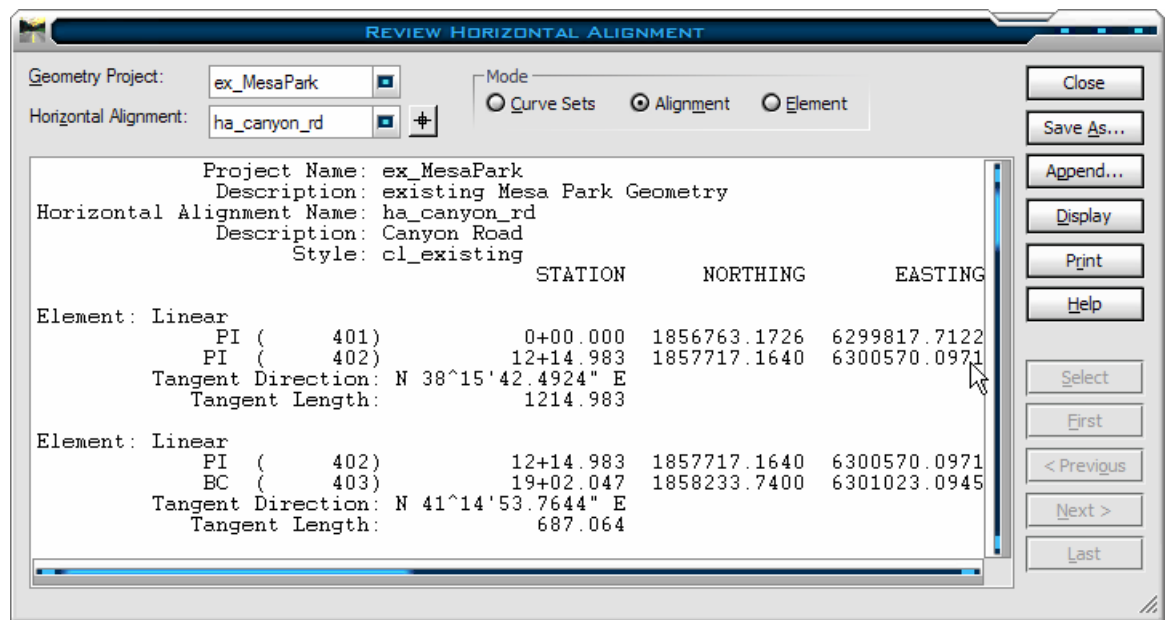 REVIEW HORIZONTAL ALIGNMENT
Geometry Project: ex_MesaPark
Horizontal Alignment: ha_canyon_rd
Mode
Curve Sets Alignment Element
Close
Save As...
Append...
Display
Print
Help
Select
First
< Previous
Next >
Last
Project Name: ex_MesaPark
Description: existing Mesa Park Geometry
Horizontal Alignment Name: ha_canyon_rd
Description: Canyon Road
Style: cl_existing
STATION NORTHING EASTING
Element: Linear
PI ( 401) 0+00.000 1856763.1726 6299817.7122
PI ( 402) 12+14.983 1857717.1640 6300570.0971
Tangent Direction: N 38^15'42.4924" E
Tangent Length: 1214.983
Element: Linear
PI ( 402) 12+14.983 1857717.1640 6300570.0971
BC ( 403) 19+02.047 1858233.7400 6301023.0945
Tangent Direction: N 41^14'53.7644" E
Tangent Length: 687.064